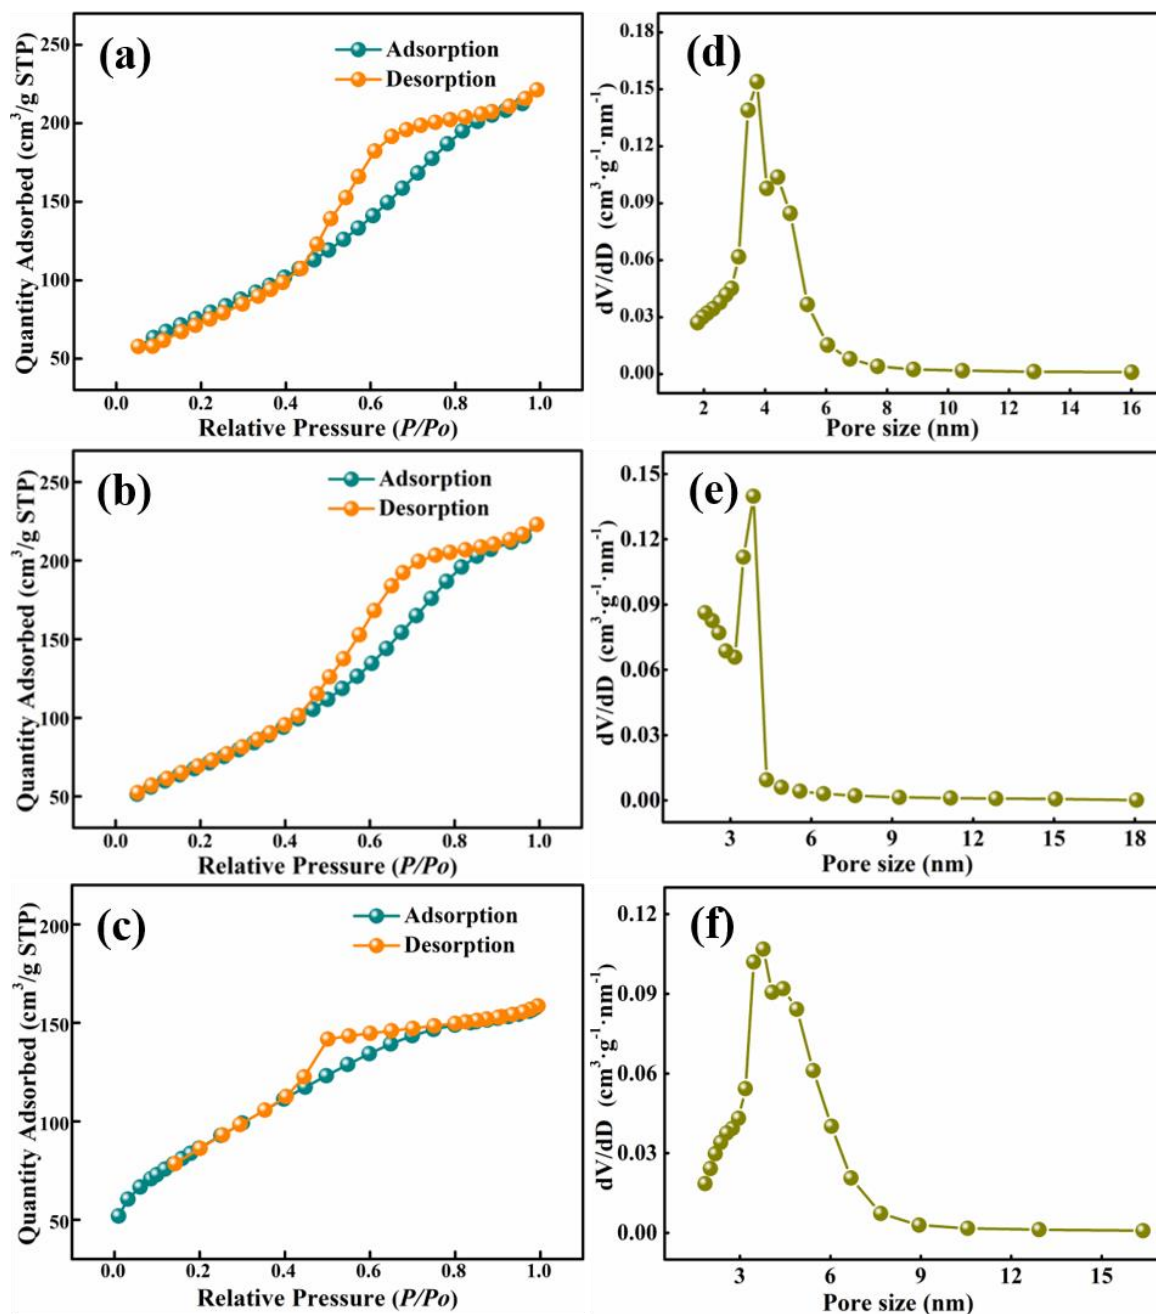 (a)
Adsorption
Desorption
Quantity Adsorbed (cm³/g STP)
250
200
150
100
50
0.0 0.2 0.4 0.6 0.8 1.0
Relative Pressure (P/Po)
(d)
dV/dD (cm³·g⁻¹·nm⁻¹)
0.18
0.15
0.12
0.09
0.06
0.03
0.00
2 4 6 8 10 12 14 16
Pore size (nm)
(b)
Adsorption
Desorption
Quantity Adsorbed (cm³/g STP)
250
200
150
100
50
0.0 0.2 0.4 0.6 0.8 1.0
Relative Pressure (P/Po)
(e)
dV/dD (cm³·g⁻¹·nm⁻¹)
0.15
0.12
0.09
0.06
0.03
0.00
3 6 9 12 15 18
Pore size (nm)
(c)
Adsorption
Desorption
Quantity Adsorbed (cm³/g STP)
200
150
100
50
0.0 0.2 0.4 0.6 0.8 1.0
Relative Pressure (P/Po)
(f)
dV/dD (cm³·g⁻¹·nm⁻¹)
0.12
0.09
0.06
0.03
0.00
3 6 9 12 15
Pore size (nm)